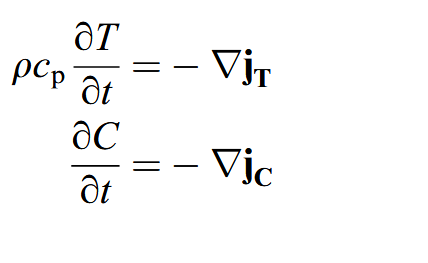 ρc_p ∂T/∂t = − ∇j_T
∂C/∂t = − ∇j_C